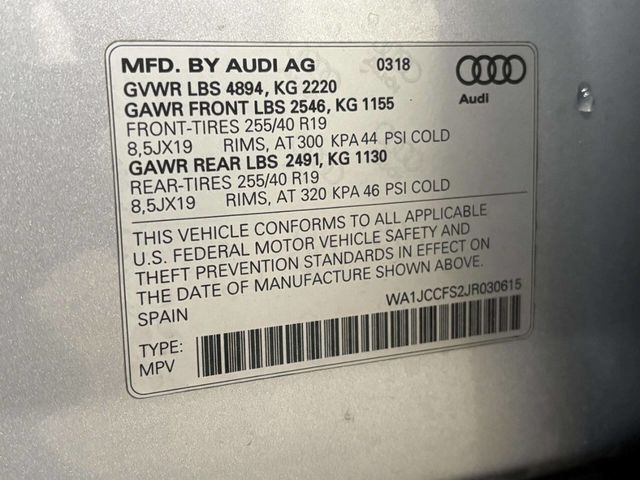 MFD. BY AUDI AG 0318
Audi
GVWR LBS 4894, KG 2220
GAWR FRONT LBS 2546, KG 1155
FRONT-TIRES 255/40 R19
8,5JX19 RIMS, AT 300 KPA 44 PSI COLD
GAWR REAR LBS 2491, KG 1130
REAR-TIRES 255/40 R19
8,5JX19 RIMS, AT 320 KPA 46 PSI COLD
THIS VEHICLE CONFORMS TO ALL APPLICABLE
U.S. FEDERAL MOTOR VEHICLE SAFETY AND
THEFT PREVENTION STANDARDS IN EFFECT ON
THE DATE OF MANUFACTURE SHOWN ABOVE.
SPAIN WA1JCCFS2JR030615
TYPE:
MPV